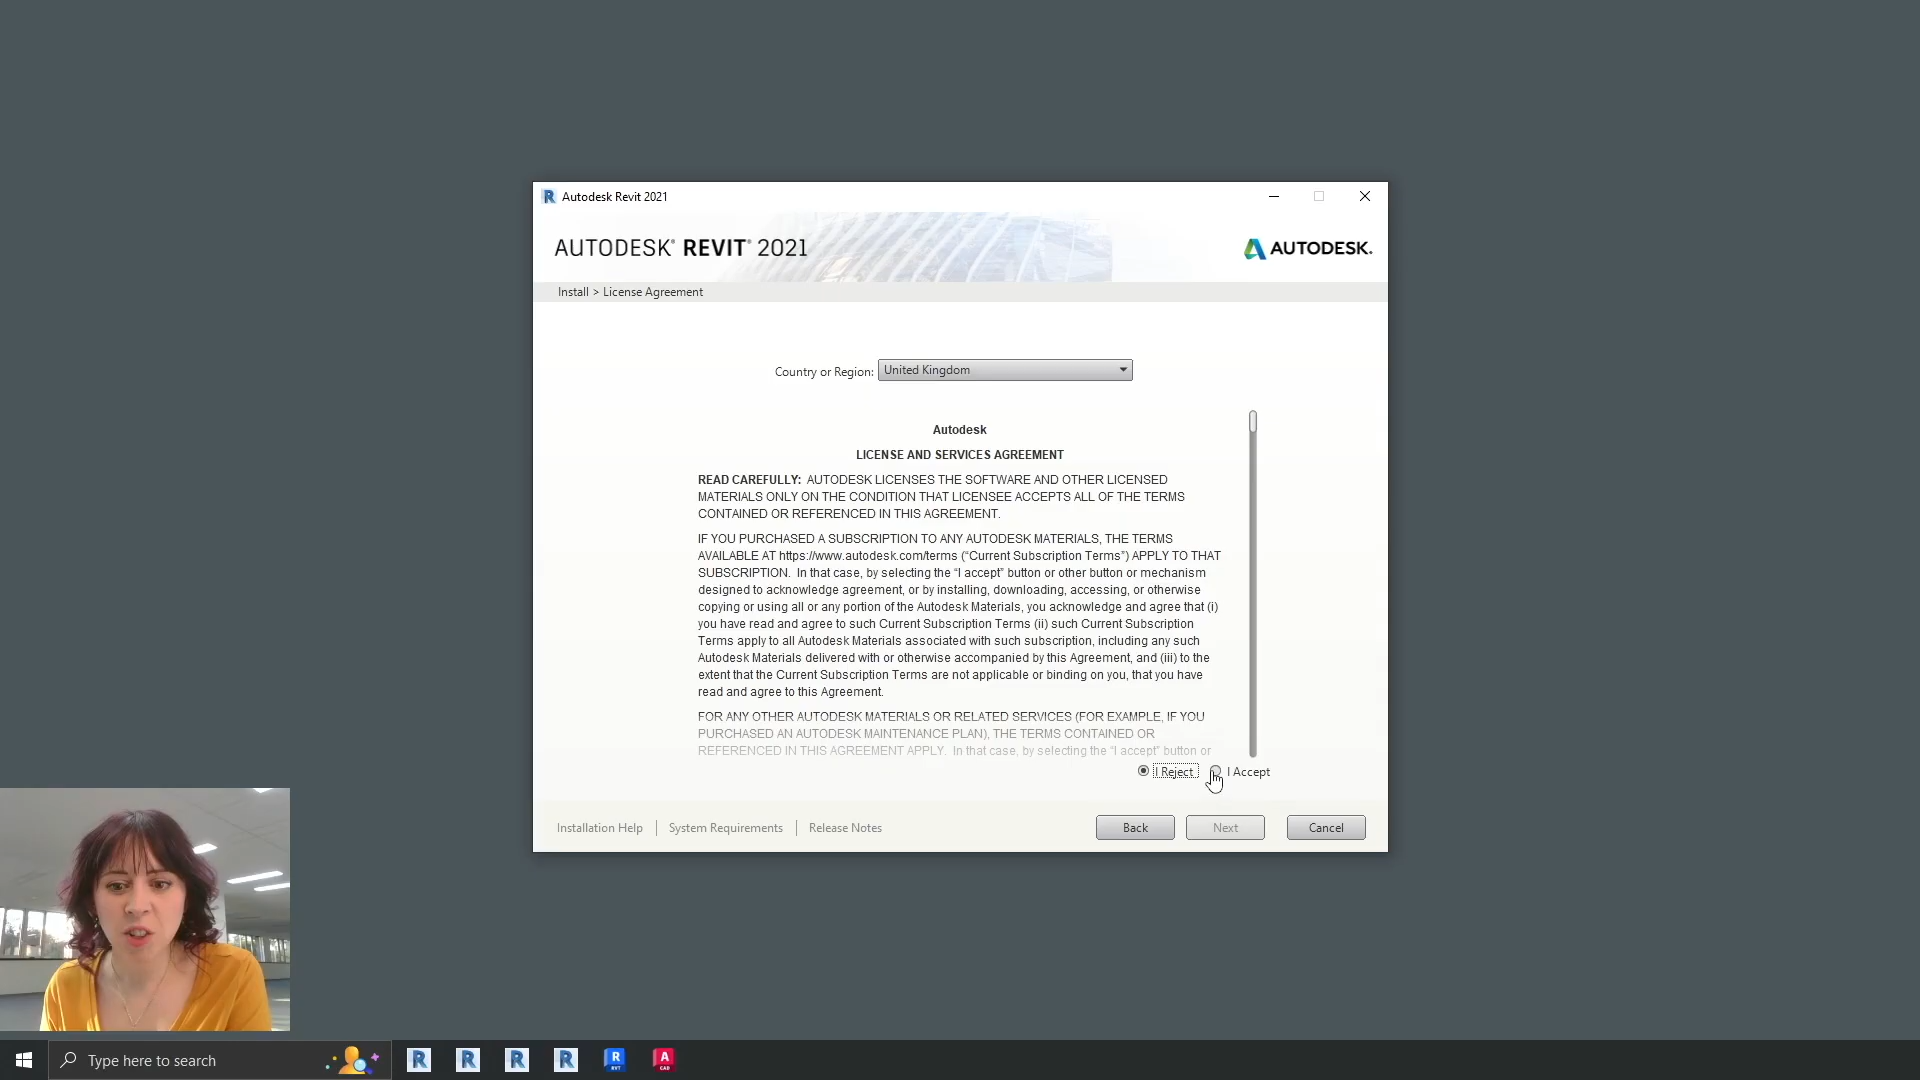 Autodesk Revit 2021
AUTODESK® REVIT® 2021
AUTODESK.
Install > License Agreement
Country or Region: United Kingdom
Autodesk
LICENSE AND SERVICES AGREEMENT
READ CAREFULLY: AUTODESK LICENSES THE SOFTWARE AND OTHER LICENSED
MATERIALS ONLY ON THE CONDITION THAT LICENSEE ACCEPTS ALL OF THE TERMS
CONTAINED OR REFERENCED IN THIS AGREEMENT.
IF YOU PURCHASED A SUBSCRIPTION TO ANY AUTODESK MATERIALS, THE TERMS
AVAILABLE AT https://www.autodesk.com/terms (“Current Subscription Terms”) APPLY TO THAT
SUBSCRIPTION. In that case, by selecting the “I accept” button or other button or mechanism
designed to acknowledge agreement, or by installing, downloading, accessing, or otherwise
copying or using all or any portion of the Autodesk Materials, you acknowledge and agree that (i)
you have read and agree to such Current Subscription Terms (ii) such Current Subscription
Terms apply to all Autodesk Materials associated with such subscription, including any such
Autodesk Materials delivered with or otherwise accompanied by this Agreement, and (iii) to the
extent that the Current Subscription Terms are not applicable or binding on you, that you have
read and agree to this Agreement.
FOR ANY OTHER AUTODESK MATERIALS OR RELATED SERVICES (FOR EXAMPLE, IF YOU
PURCHASED AN AUTODESK MAINTENANCE PLAN), THE TERMS CONTAINED OR
REFERENCED IN THIS AGREEMENT APPLY. In that case, by selecting the “I accept” button or
I Reject I Accept
Installation Help System Requirements Release Notes Back Next Cancel
Type here to search R R R R R RVT A CAD